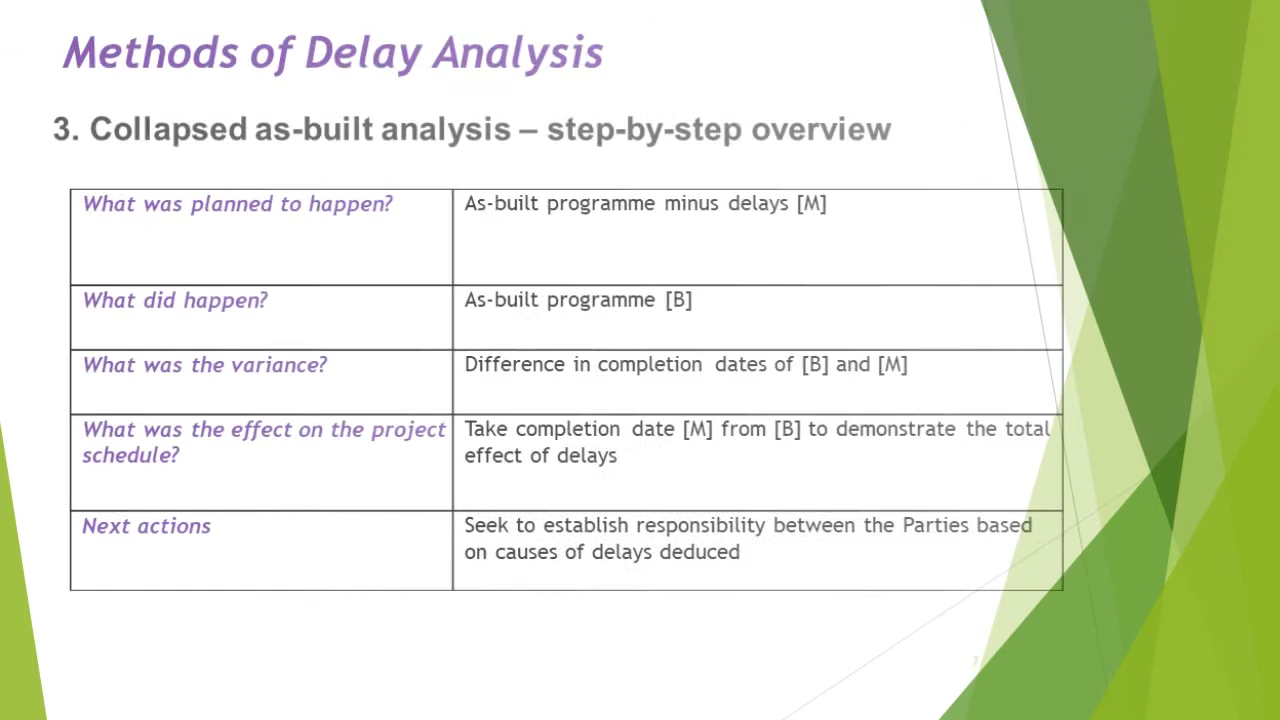 Methods of Delay Analysis
3. Collapsed as-built analysis – step-by-step overview
What was planned to happen?
As-built programme minus delays [M]
What did happen?
As-built programme [B]
What was the variance?
Difference in completion dates of [B] and [M]
What was the effect on the project
schedule?
Take completion date [M] from [B] to demonstrate the total
effect of delays
Next actions
Seek to establish responsibility between the Parties based
on causes of delays deduced
7